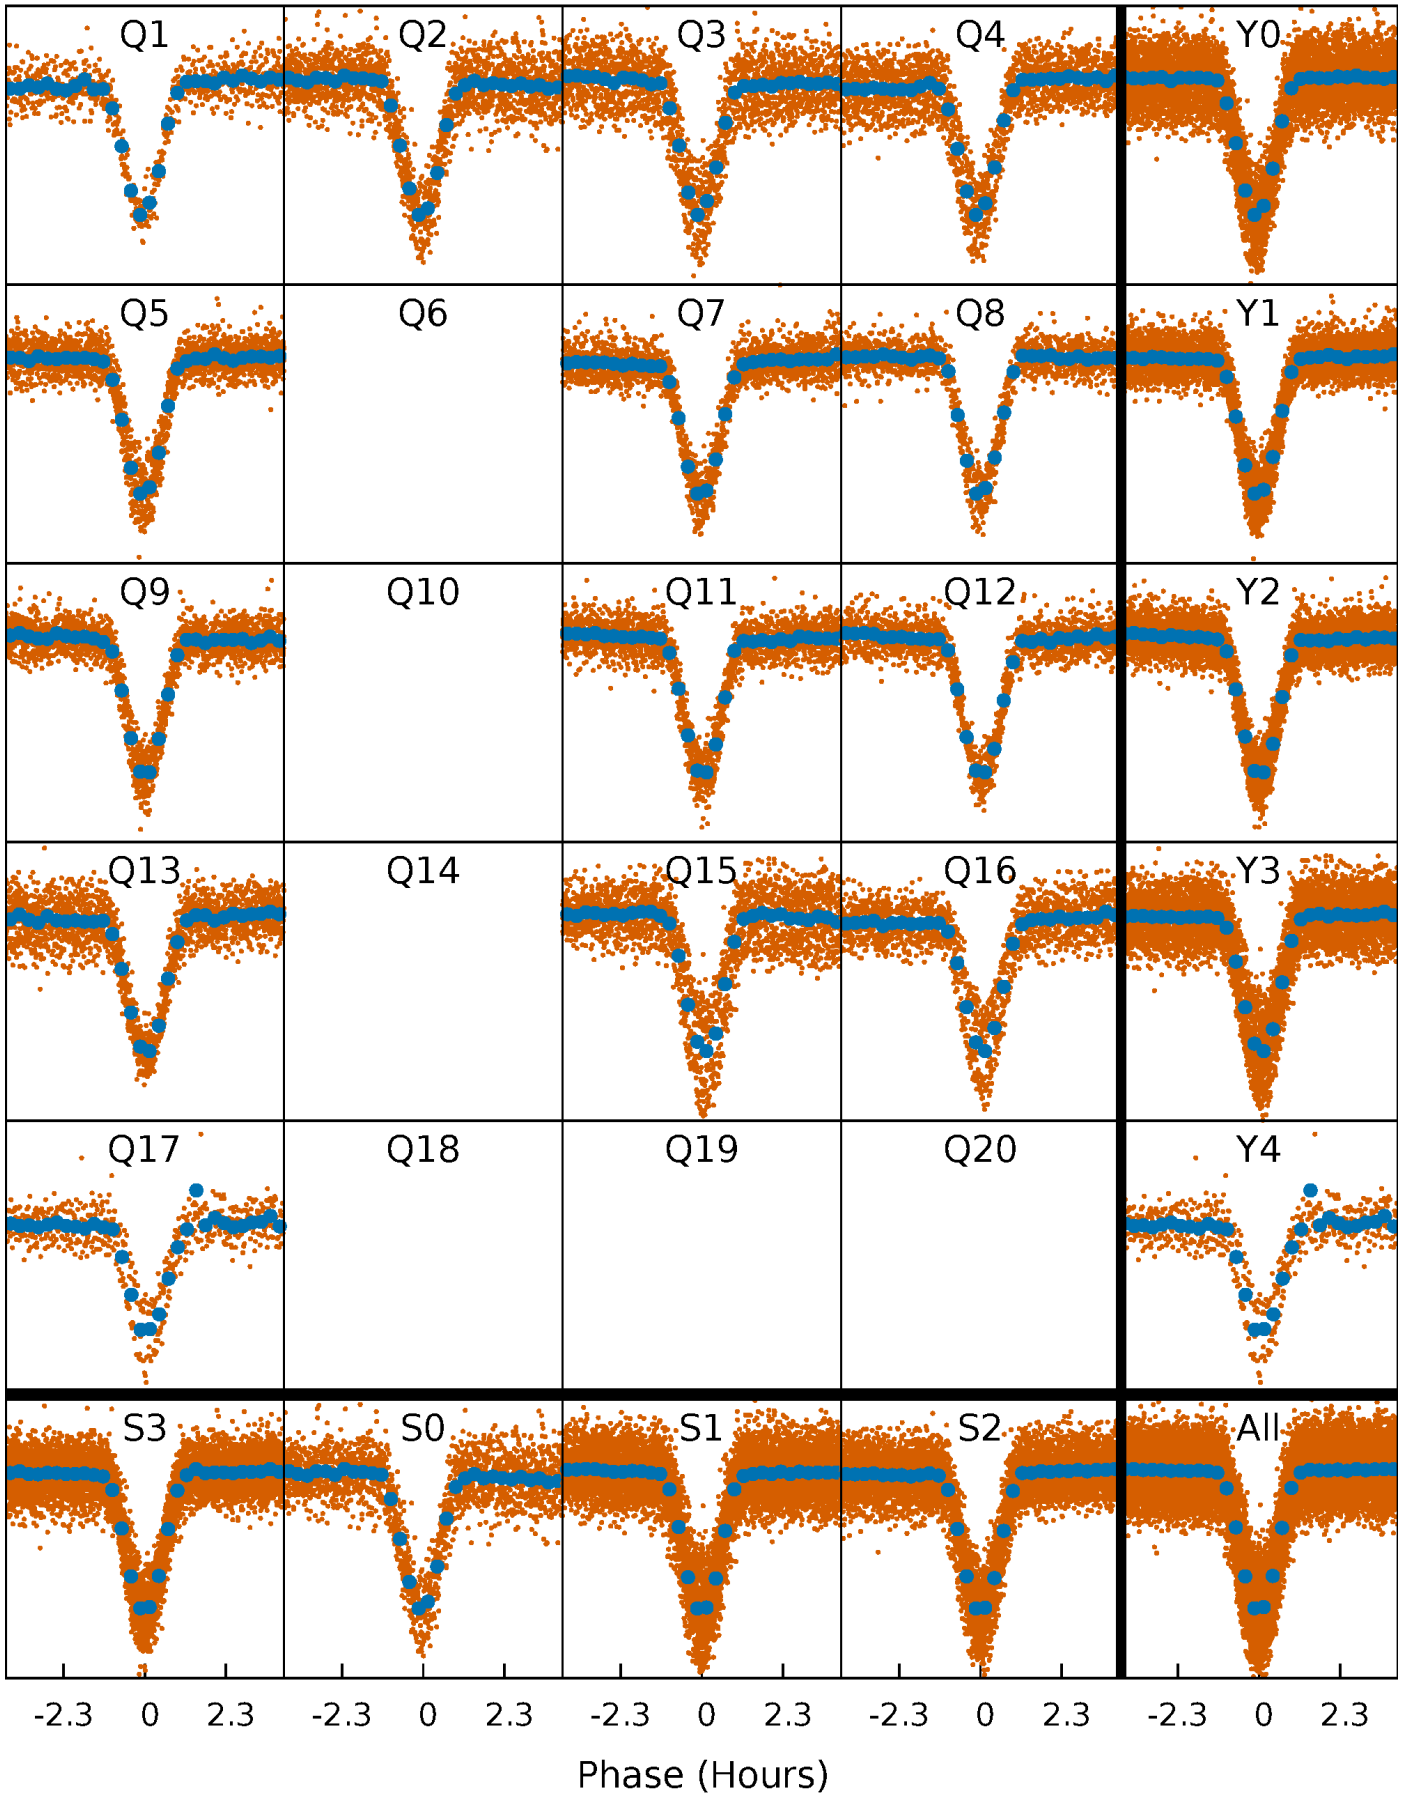 Q1 Q2 Q3 Q4 Y0
Q5 Q6 Q7 Q8 Y1
Q9 Q10 Q11 Q12 Y2
Q13 Q14 Q15 Q16 Y3
Q17 Q18 Q19 Q20 Y4
S3 S0 S1 S2 All
-2.3 0 2.3 -2.3 0 2.3 -2.3 0 2.3 -2.3 0 2.3 -2.3 0 2.3
Phase (Hours)